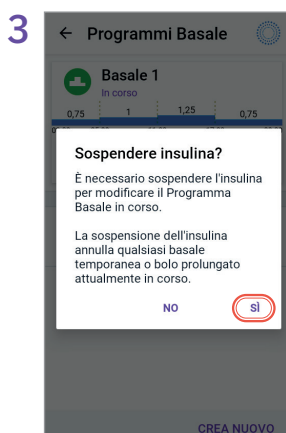 3
Programmi Basale
Basale 1
In corso
0,75 1 1,25 0,75
Sospendere insulina?
È necessario sospendere l'insulina
per modificare il Programma
Basale in corso.
La sospensione dell'insulina
annulla qualsiasi basale
temporanea o bolo prolungato
attualmente in corso.
NO SÌ
CREA NUOVO